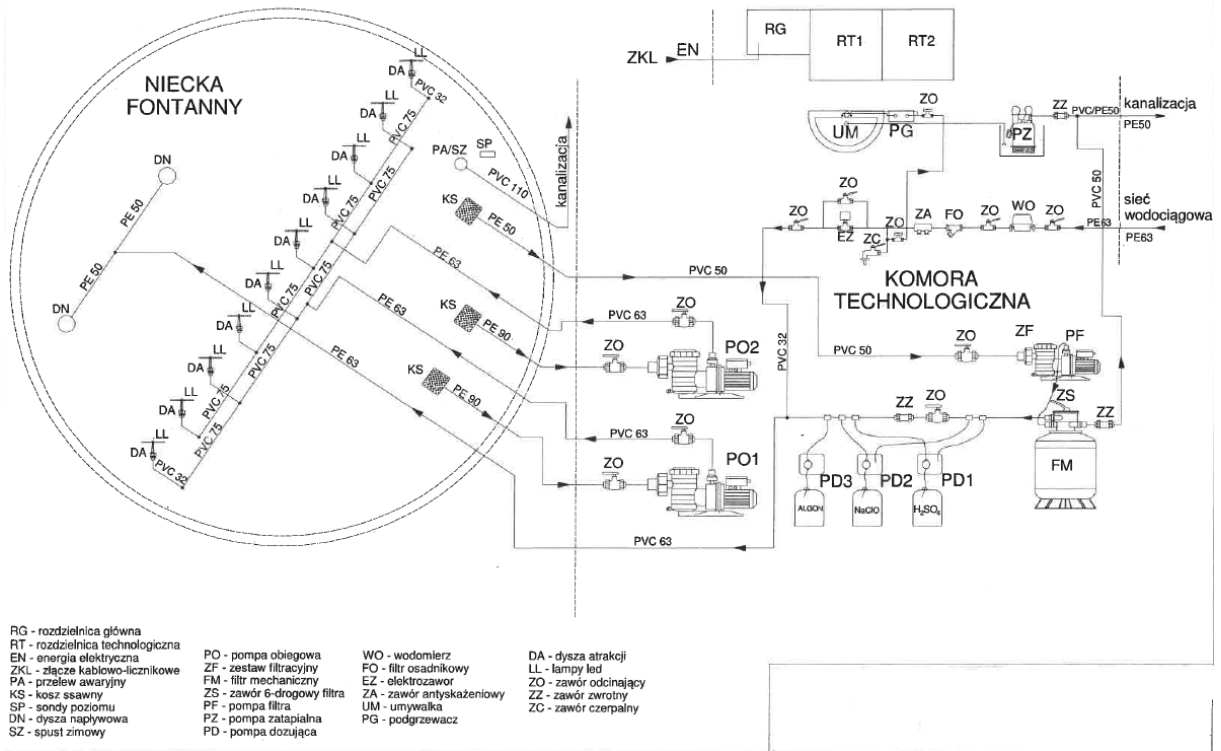 NIECKA
FONTANNY
LL
DA
PVC 32
LL
DA
PVC 75
LL
DA
PVC 75
LL
DA
PVC 75
LL
DA
PVC 75
LL
DA
PVC 75
LL
DA
PVC 75
LL
DA
PVC 75
LL
DA
PVC 75
LL
DA
PVC 32
DN
PE 50
PE 50
DN
PA/SZ
SP
PVC 110
kanalizacja
KS
PE 50
PE 63
KS
PE 90
PE 63
KS
PE 90
PE 63
ZKL
EN
RG
RT1
RT2
UM
PG
ZO
PZ
ZZ
PVC/PE50
kanalizacja
PE50
PVC 50
sieć
wodociągowa
PE63
PE63
ZO
ZO
EZ
ZC
ZO
ZA
FO
ZO
WO
ZO
KOMORA
TECHNOLOGICZNA
PVC 50
PVC 63
ZO
ZO
PO2
PVC 32
PVC 50
ZO
ZF
PF
ZS
ZZ
FM
ZZ
ZO
PVC 63
ZO
ZO
PO1
PD3
PD2
PD1
ALGON
NaClO
H₂SO₄
PVC 63
RG - rozdzielnica główna
RT - rozdzielnica technologiczna
EN - energia elektryczna
ZKL - złącze kablowo-licznikowe
PA - przelew awaryjny
KS - kosz ssawny
SP - sondy poziomu
DN - dysza napływowa
SZ - spust zimowy
PO - pompa obiegowa
ZF - zestaw filtracyjny
FM - filtr mechaniczny
ZS - zawór 6-drogowy filtra
PF - pompa filtra
PZ - pompa zatapialna
PD - pompa dozująca
WO - wodomierz
FO - filtr osadnikowy
EZ - elektrozawor
ZA - zawór antyskażeniowy
UM - umywalka
PG - podgrzewacz
DA - dysza atrakcji
LL - lampy led
ZO - zawór odcinający
ZZ - zawór zwrotny
ZC - zawór czerpalny